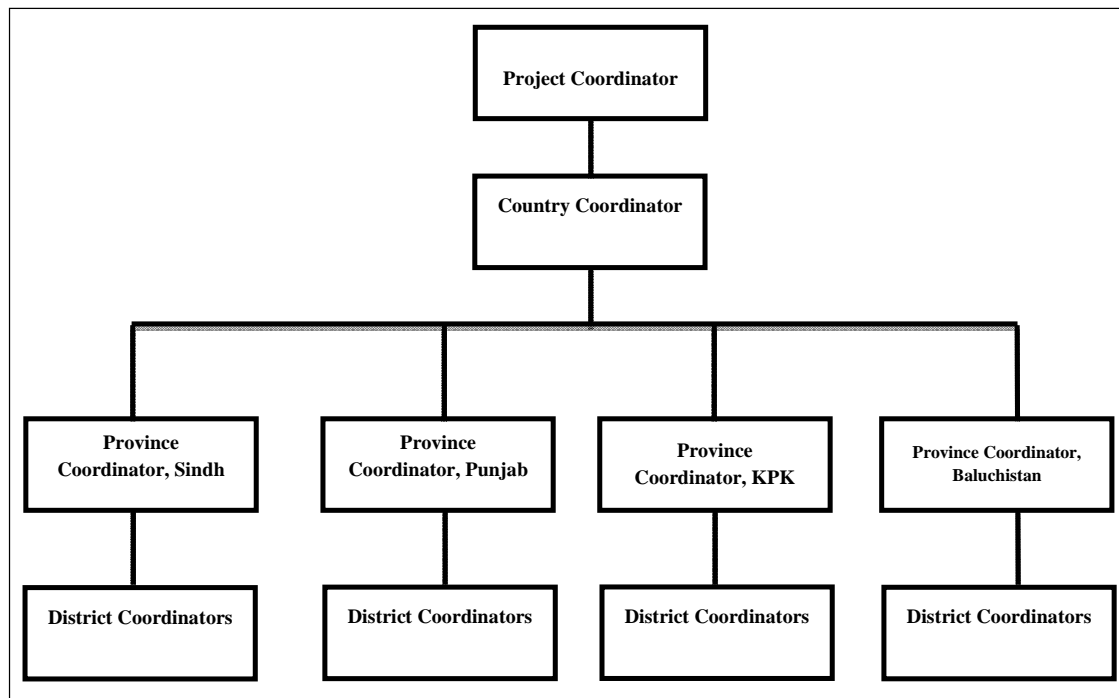 Project Coordinator
Country Coordinator
Province
Coordinator, Sindh
Province
Coordinator, Punjab
Province
Coordinator, KPK
Province Coordinator,
Baluchistan
District Coordinators
District Coordinators
District Coordinators
District Coordinators